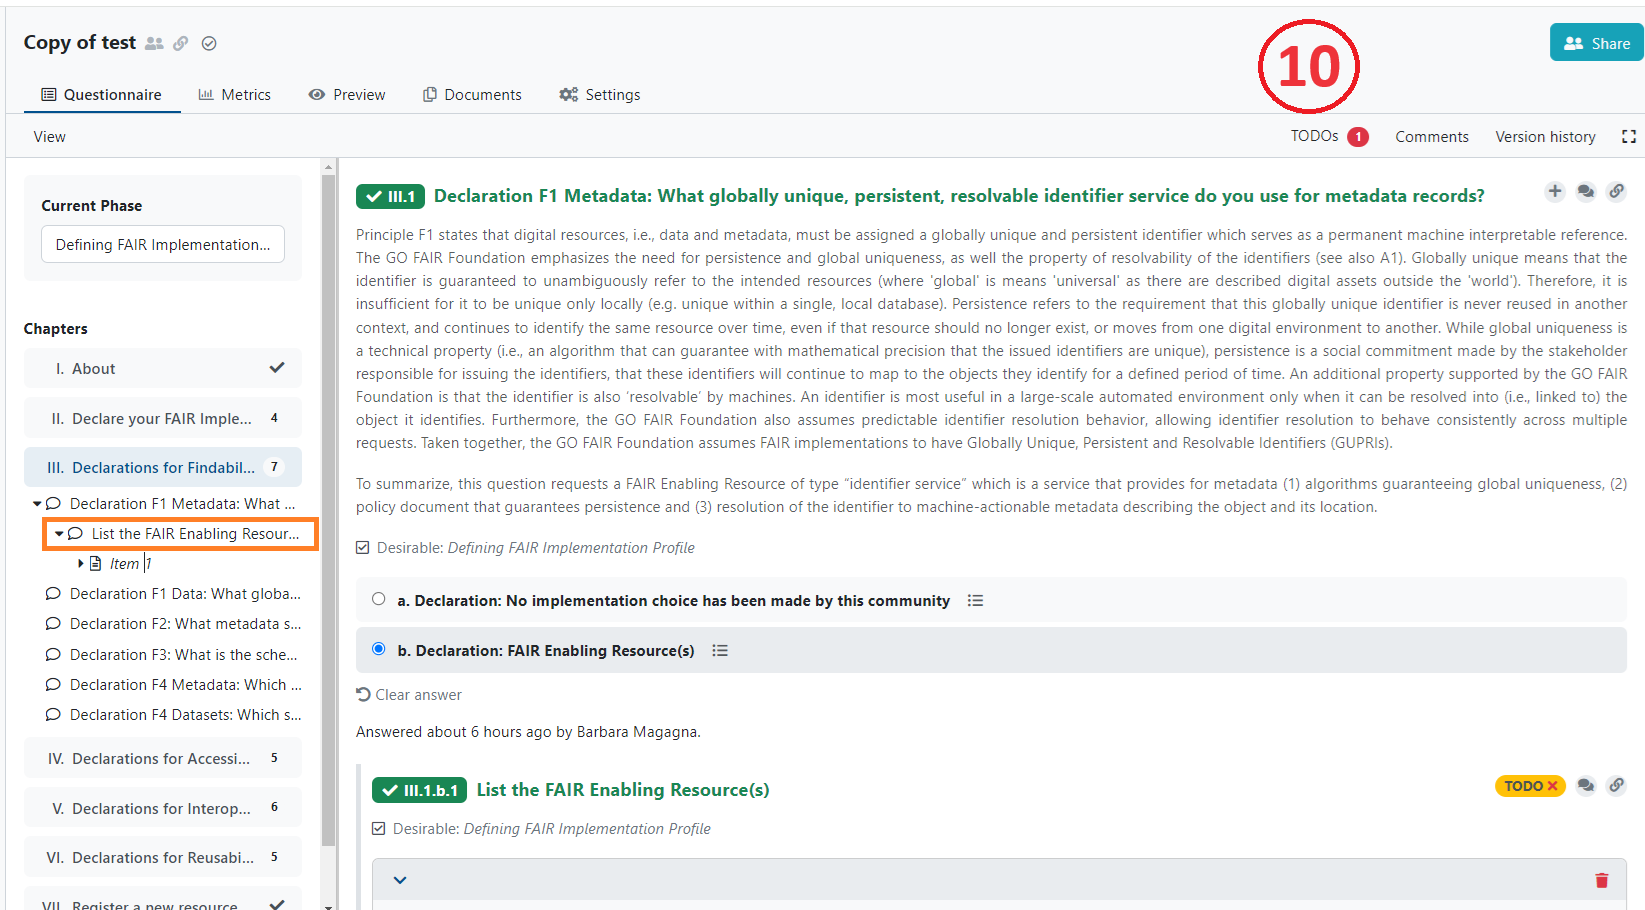 Copy of test
10
Share
Questionnaire
Metrics
Preview
Documents
Settings
View
TODOs 1
Comments
Version history
Current Phase
Defining FAIR Implementation...
Chapters
I. About
II. Declare your FAIR Imple... 4
III. Declarations for Findabil... 7
Declaration F1 Metadata: What ...
List the FAIR Enabling Resour...
Item 1
Declaration F1 Data: What globa...
Declaration F2: What metadata s...
Declaration F3: What is the sche...
Declaration F4 Metadata: Which ...
Declaration F4 Datasets: Which s...
IV. Declarations for Accessi... 5
V. Declarations for Interop... 6
VI. Declarations for Reusabi... 5
VII. Register a new resource
III.1 Declaration F1 Metadata: What globally unique, persistent, resolvable identifier service do you use for metadata records?
Principle F1 states that digital resources, i.e., data and metadata, must be assigned a globally unique and persistent identifier which serves as a permanent machine interpretable reference.
The GO FAIR Foundation emphasizes the need for persistence and global uniqueness, as well the property of resolvability of the identifiers (see also A1). Globally unique means that the
identifier is guaranteed to unambiguously refer to the intended resources (where 'global' is means 'universal' as there are described digital assets outside the 'world'). Therefore, it is
insufficient for it to be unique only locally (e.g. unique within a single, local database). Persistence refers to the requirement that this globally unique identifier is never reused in another
context, and continues to identify the same resource over time, even if that resource should no longer exist, or moves from one digital environment to another. While global uniqueness is
a technical property (i.e., an algorithm that can guarantee with mathematical precision that the issued identifiers are unique), persistence is a social commitment made by the stakeholder
responsible for issuing the identifiers, that these identifiers will continue to map to the objects they identify for a defined period of time. An additional property supported by the GO FAIR
Foundation is that the identifier is also 'resolvable' by machines. An identifier is most useful in a large-scale automated environment only when it can be resolved into (i.e., linked to) the
object it identifies. Furthermore, the GO FAIR Foundation also assumes predictable identifier resolution behavior, allowing identifier resolution to behave consistently across multiple
requests. Taken together, the GO FAIR Foundation assumes FAIR implementations to have Globally Unique, Persistent and Resolvable Identifiers (GUPRIs).
To summarize, this question requests a FAIR Enabling Resource of type “identifier service” which is a service that provides for metadata (1) algorithms guaranteeing global uniqueness, (2)
policy document that guarantees persistence and (3) resolution of the identifier to machine-actionable metadata describing the object and its location.
Desirable: Defining FAIR Implementation Profile
a. Declaration: No implementation choice has been made by this community
b. Declaration: FAIR Enabling Resource(s)
Clear answer
Answered about 6 hours ago by Barbara Magagna.
III.1.b.1 List the FAIR Enabling Resource(s)
TODO
Desirable: Defining FAIR Implementation Profile